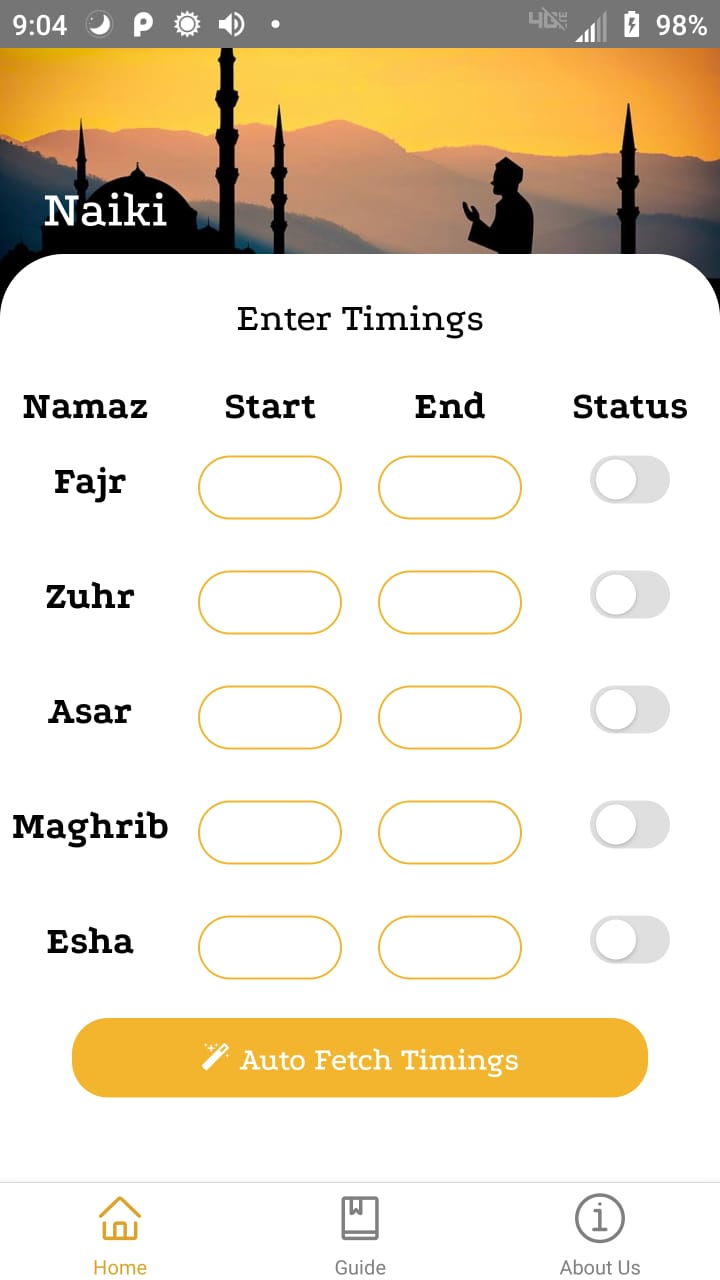 9:04 98%
Naiki
Enter Timings
Namaz Start End Status
Fajr
Zuhr
Asar
Maghrib
Esha
Auto Fetch Timings
Home Guide About Us